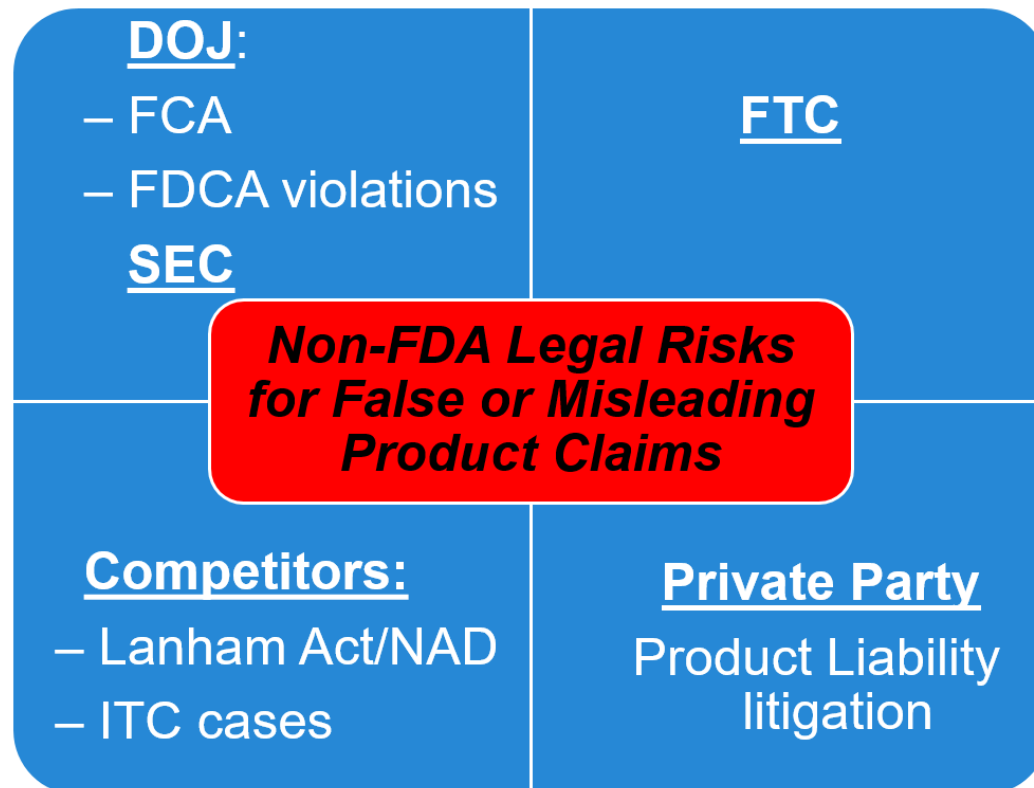 DOJ:
– FCA
– FDCA violations
SEC
FTC
Non-FDA Legal Risks
for False or Misleading
Product Claims
Competitors:
– Lanham Act/NAD
– ITC cases
Private Party
Product Liability
litigation